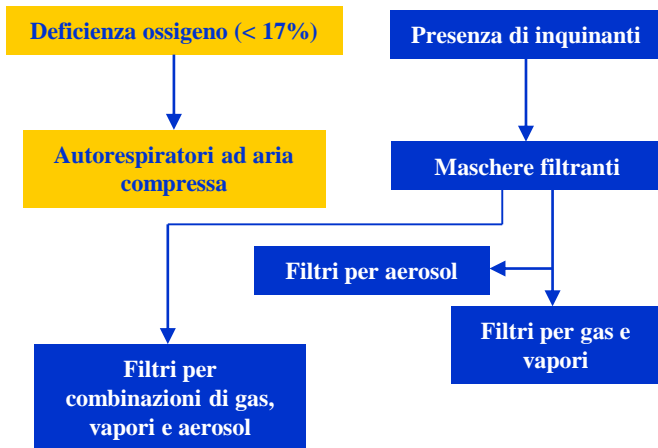 Deficienza ossigeno (< 17%)
Presenza di inquinanti
Autorespiratori ad aria
compressa
Maschere filtranti
Filtri per aerosol
Filtri per gas e
vapori
Filtri per
combinazioni di gas,
vapori e aerosol